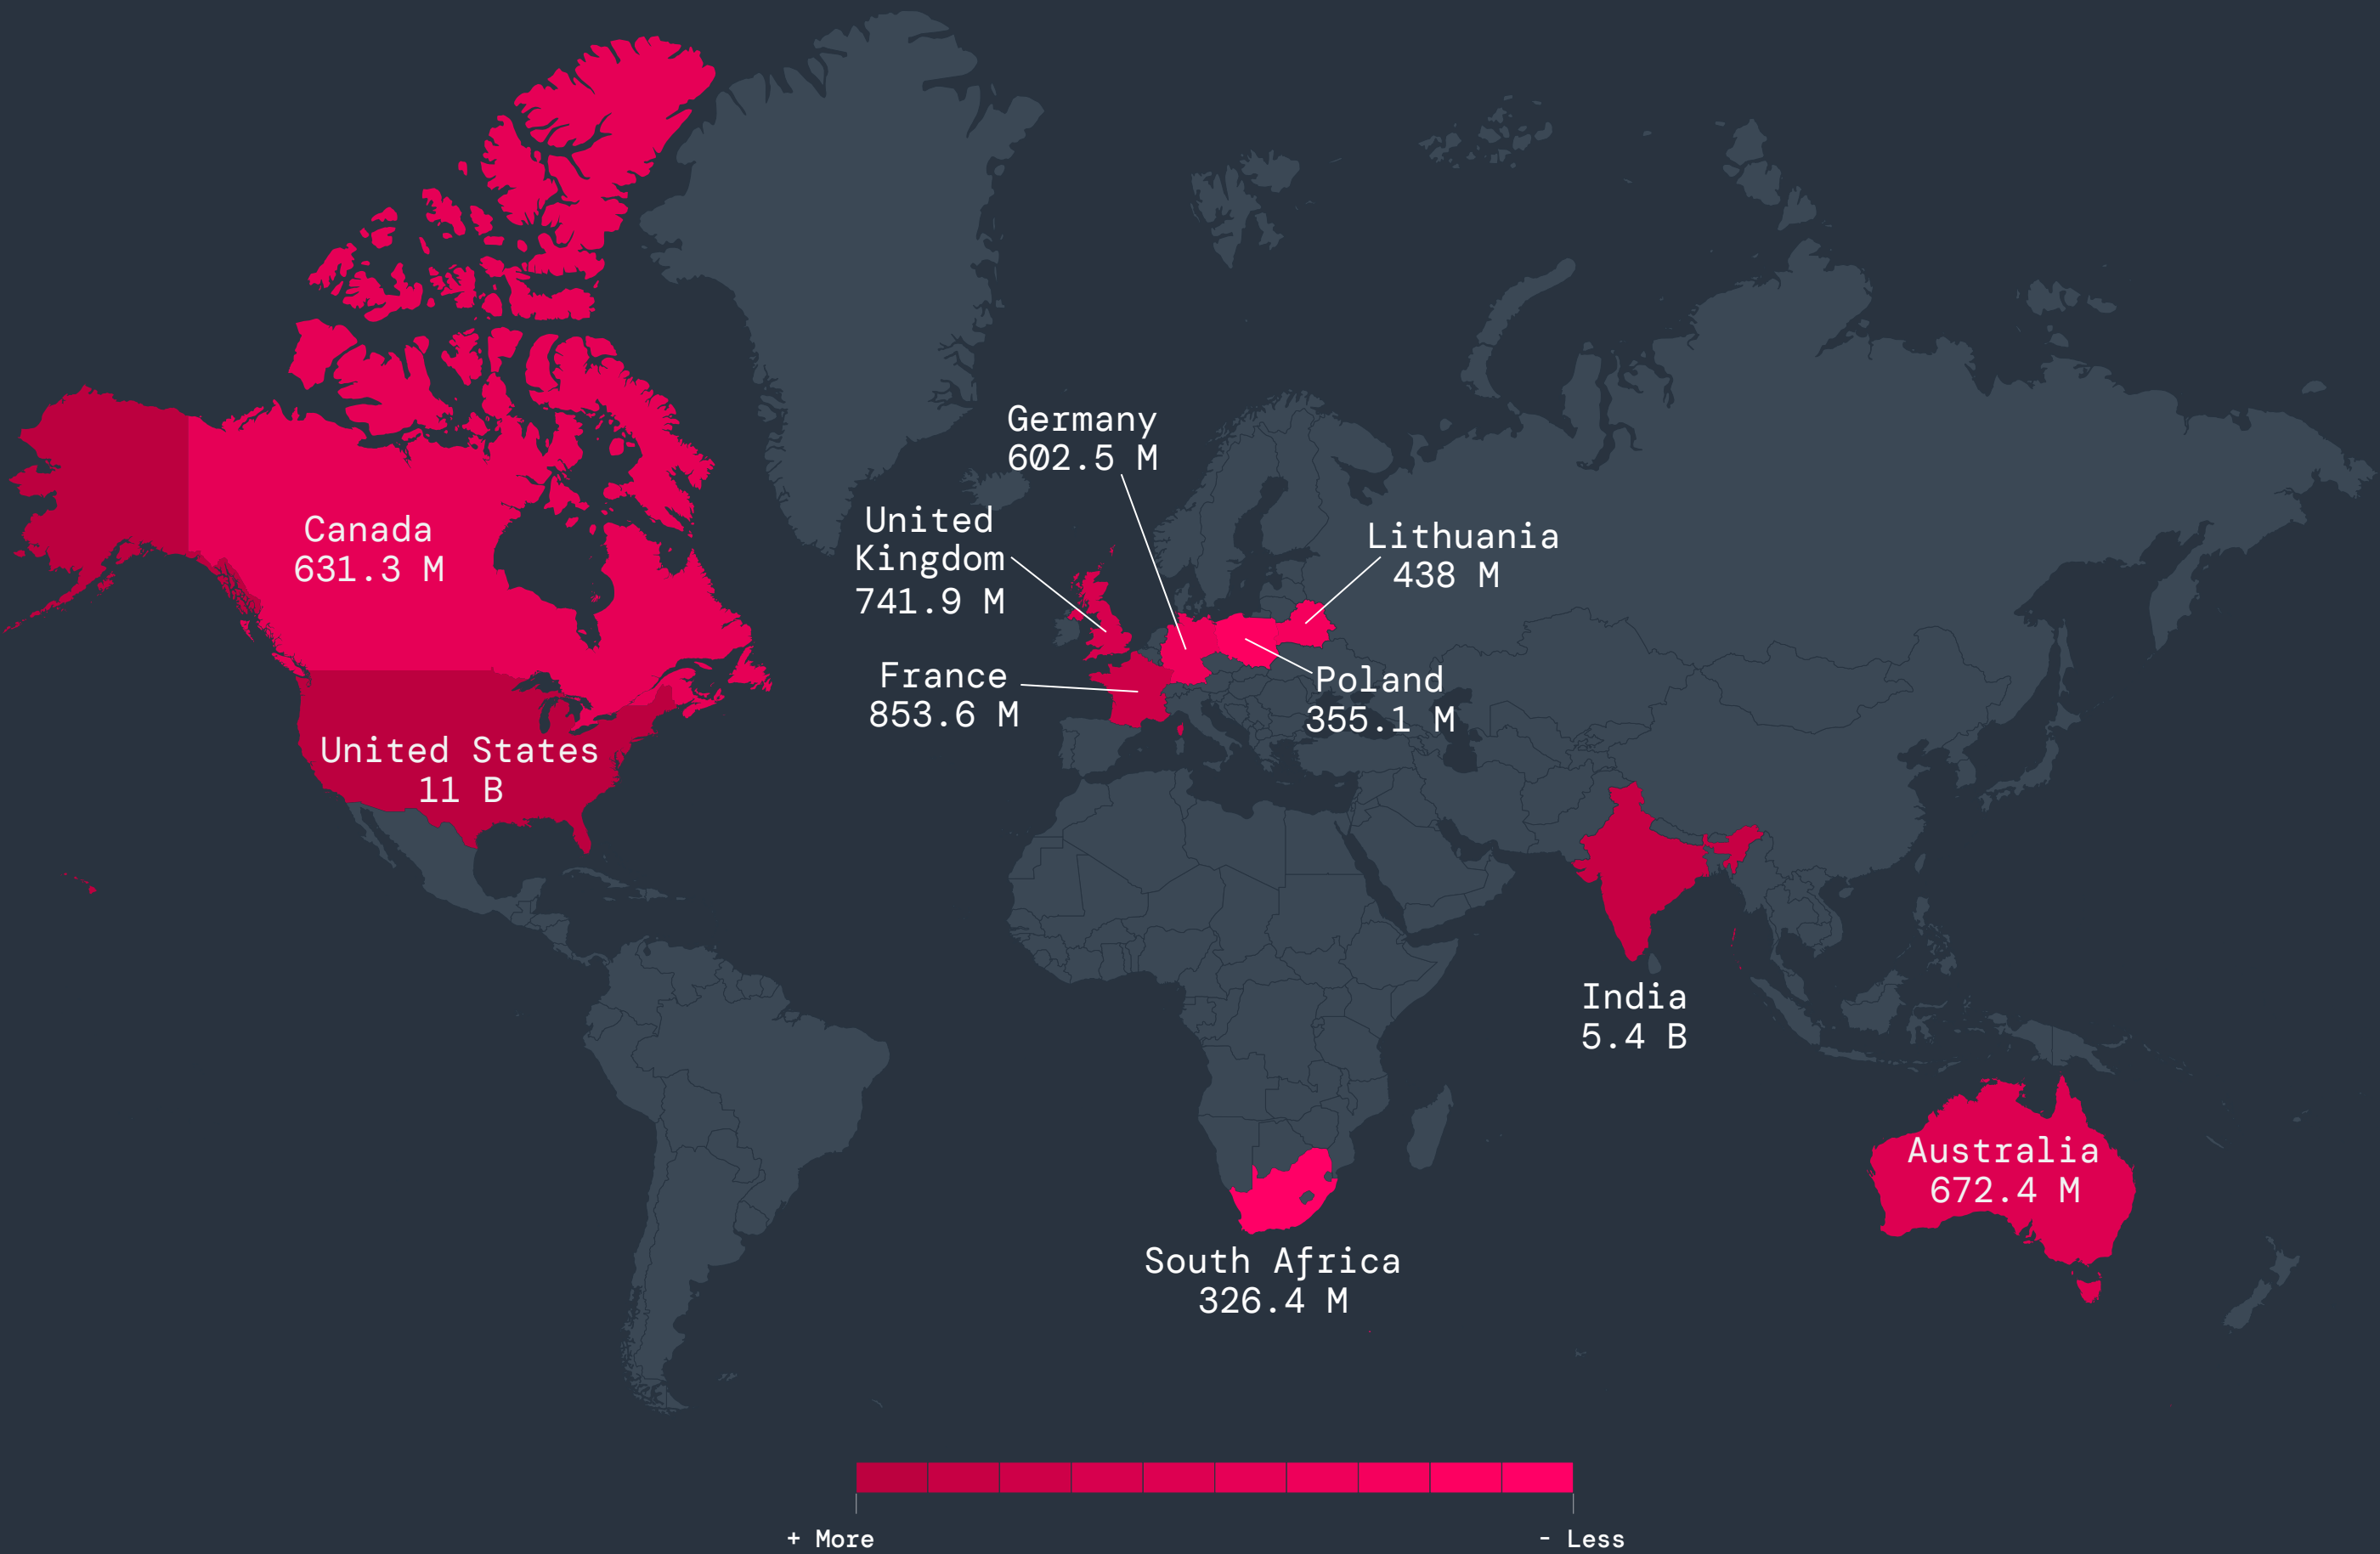 Germany
602.5 M
United
Kingdom
741.9 M
Lithuania
438 M
Canada
631.3 M
France
853.6 M
Poland
355.1 M
United States
11 B
India
5.4 B
Australia
672.4 M
South Africa
326.4 M
+ More
- Less